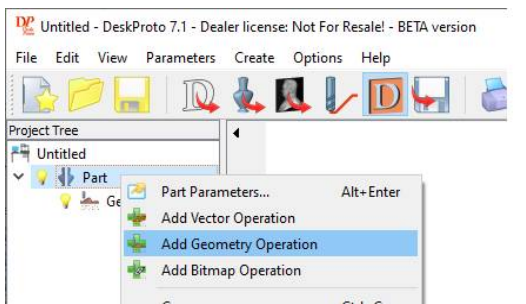 Untitled - DeskProto 7.1 - Dealer license: Not For Resale! - BETA version
File Edit View Parameters Create Options Help
Project Tree
Untitled
Part
Ge
Part Parameters... Alt+Enter
Add Vector Operation
Add Geometry Operation
Add Bitmap Operation